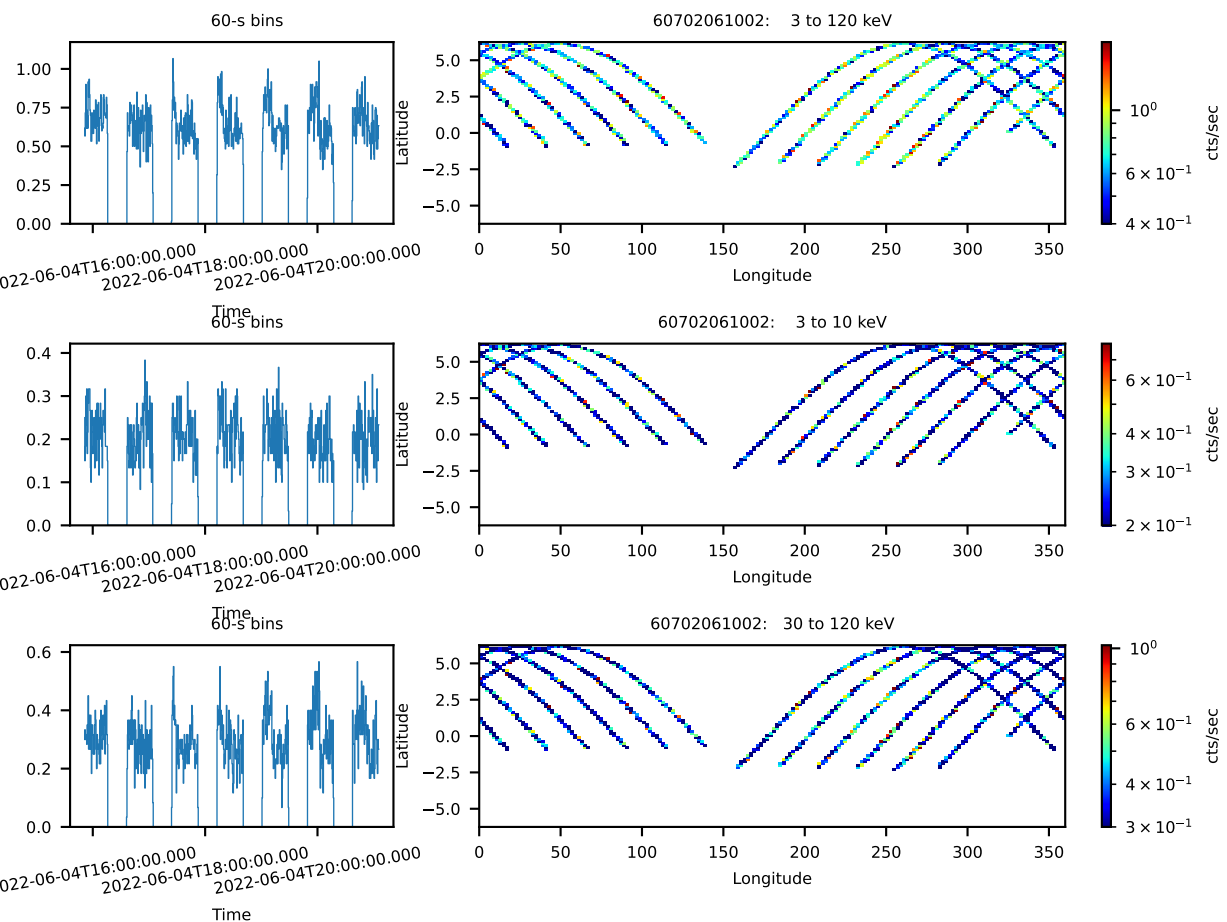 60-s bins
60702061002: 3 to 120 keV
1.00
0.75
0.50
0.25
0.00
022-06-04T16:00:00.000
2022-06-04T18:00:00.000
2022-06-04T20:00:00.000
Time
Latitude
5.0
2.5
0.0
−2.5
−5.0
0 50 100 150 200 250 300 350
Longitude
10⁰
6 × 10⁻¹
4 × 10⁻¹
cts/sec
60-s bins
60702061002: 3 to 10 keV
0.4
0.3
0.2
0.1
0.0
022-06-04T16:00:00.000
2022-06-04T18:00:00.000
2022-06-04T20:00:00.000
Time
Latitude
5.0
2.5
0.0
−2.5
−5.0
0 50 100 150 200 250 300 350
Longitude
6 × 10⁻¹
4 × 10⁻¹
3 × 10⁻¹
2 × 10⁻¹
cts/sec
60-s bins
60702061002: 30 to 120 keV
0.6
0.4
0.2
0.0
022-06-04T16:00:00.000
2022-06-04T18:00:00.000
2022-06-04T20:00:00.000
Time
Latitude
5.0
2.5
0.0
−2.5
−5.0
0 50 100 150 200 250 300 350
Longitude
10⁰
6 × 10⁻¹
4 × 10⁻¹
3 × 10⁻¹
cts/sec